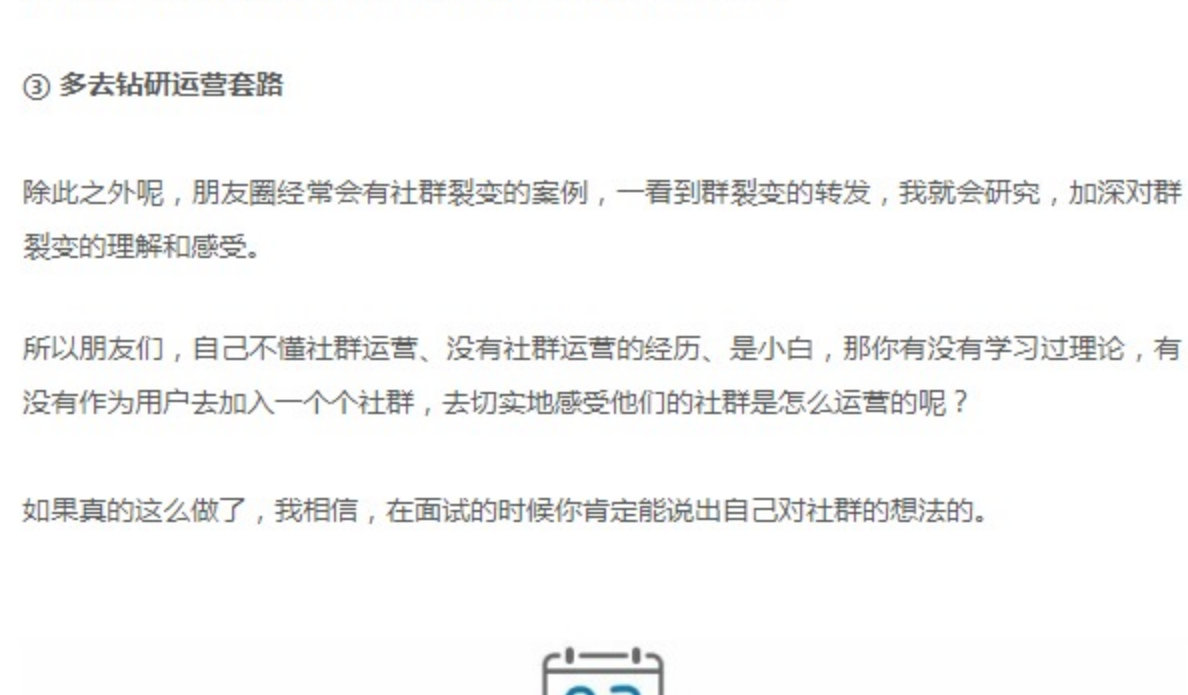 ③ 多去钻研运营套路
除此之外呢，朋友圈经常会有社群裂变的案例，一看到群裂变的转发，我就会研究，加深对群
裂变的理解和感受。
所以朋友们，自己不懂社群运营、没有社群运营的经历、是小白，那你有没有学习过理论，有
没有作为用户去加入一个个社群，去切实地感受他们的社群是怎么运营的呢？
如果真的这么做了，我相信，在面试的时候你肯定能说出自己对社群的想法的。